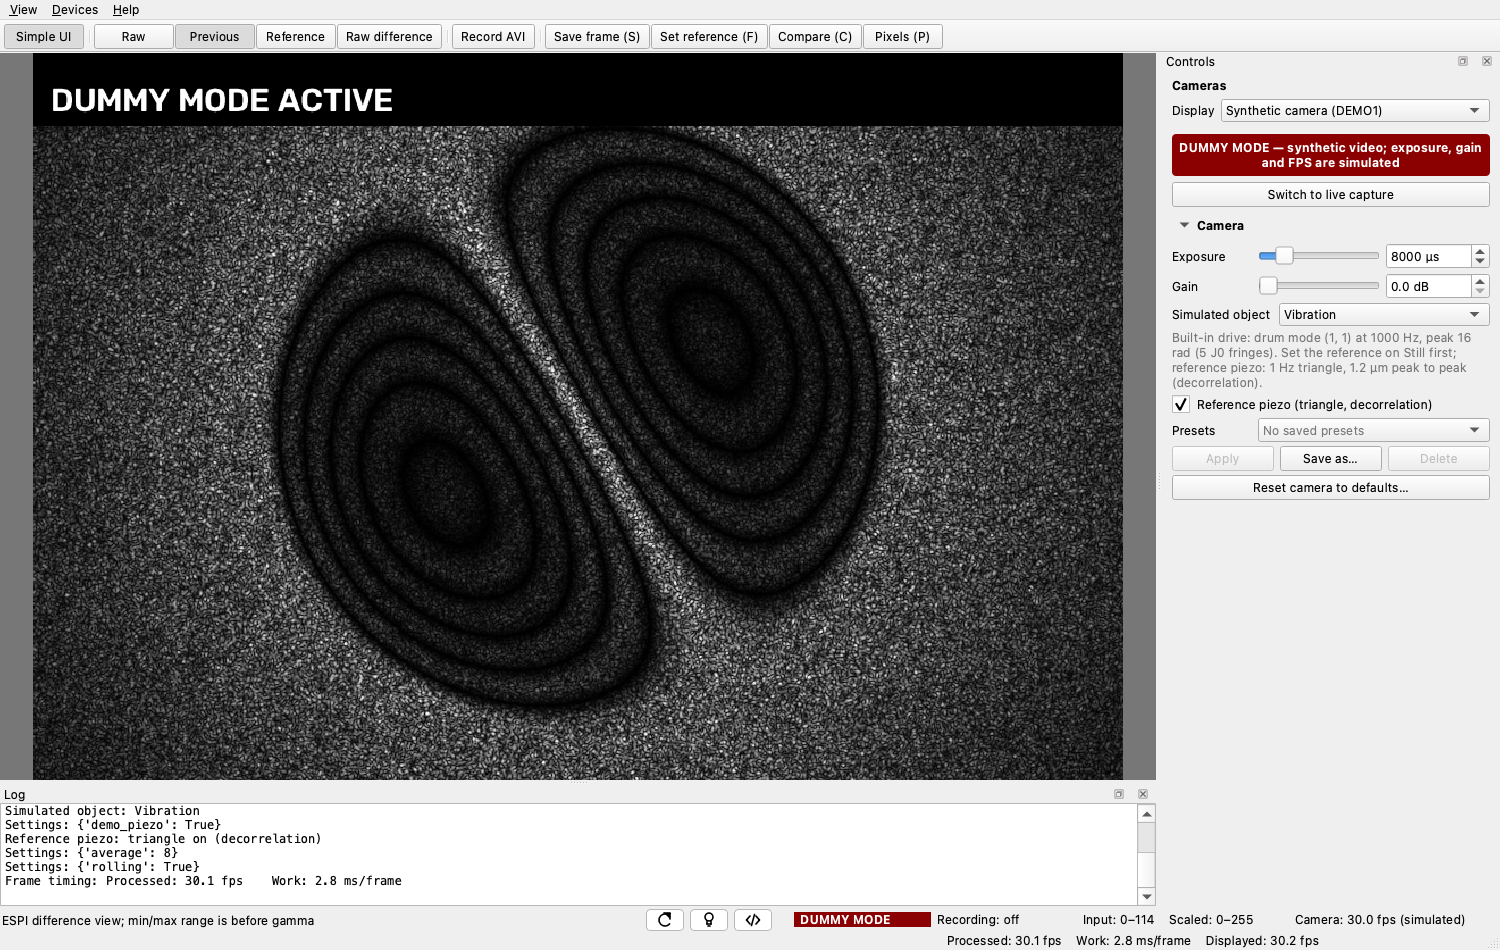 View Devices Help
Simple UI Raw Previous Reference Raw difference Record AVI Save frame (S) Set reference (F) Compare (C) Pixels (P)
DUMMY MODE ACTIVE
Controls
Cameras
Display Synthetic camera (DEMO1)
DUMMY MODE — synthetic video; exposure, gain
and FPS are simulated
Switch to live capture
Camera
Exposure 8000 µs
Gain 0.0 dB
Simulated object Vibration
Built-in drive: drum mode (1, 1) at 1000 Hz, peak 16
rad (5 J0 fringes). Set the reference on Still first;
reference piezo: 1 Hz triangle, 1.2 µm peak to peak
(decorrelation).
Reference piezo (triangle, decorrelation)
Presets No saved presets
Apply Save as... Delete
Reset camera to defaults...
Log
Simulated object: Vibration
Settings: {'demo_piezo': True}
Reference piezo: triangle on (decorrelation)
Settings: {'average': 8}
Settings: {'rolling': True}
Frame timing: Processed: 30.1 fps Work: 2.8 ms/frame
ESPI difference view; min/max range is before gamma
DUMMY MODE Recording: off Input: 0–114 Scaled: 0–255 Camera: 30.0 fps (simulated)
Processed: 30.1 fps Work: 2.8 ms/frame Displayed: 30.2 fps